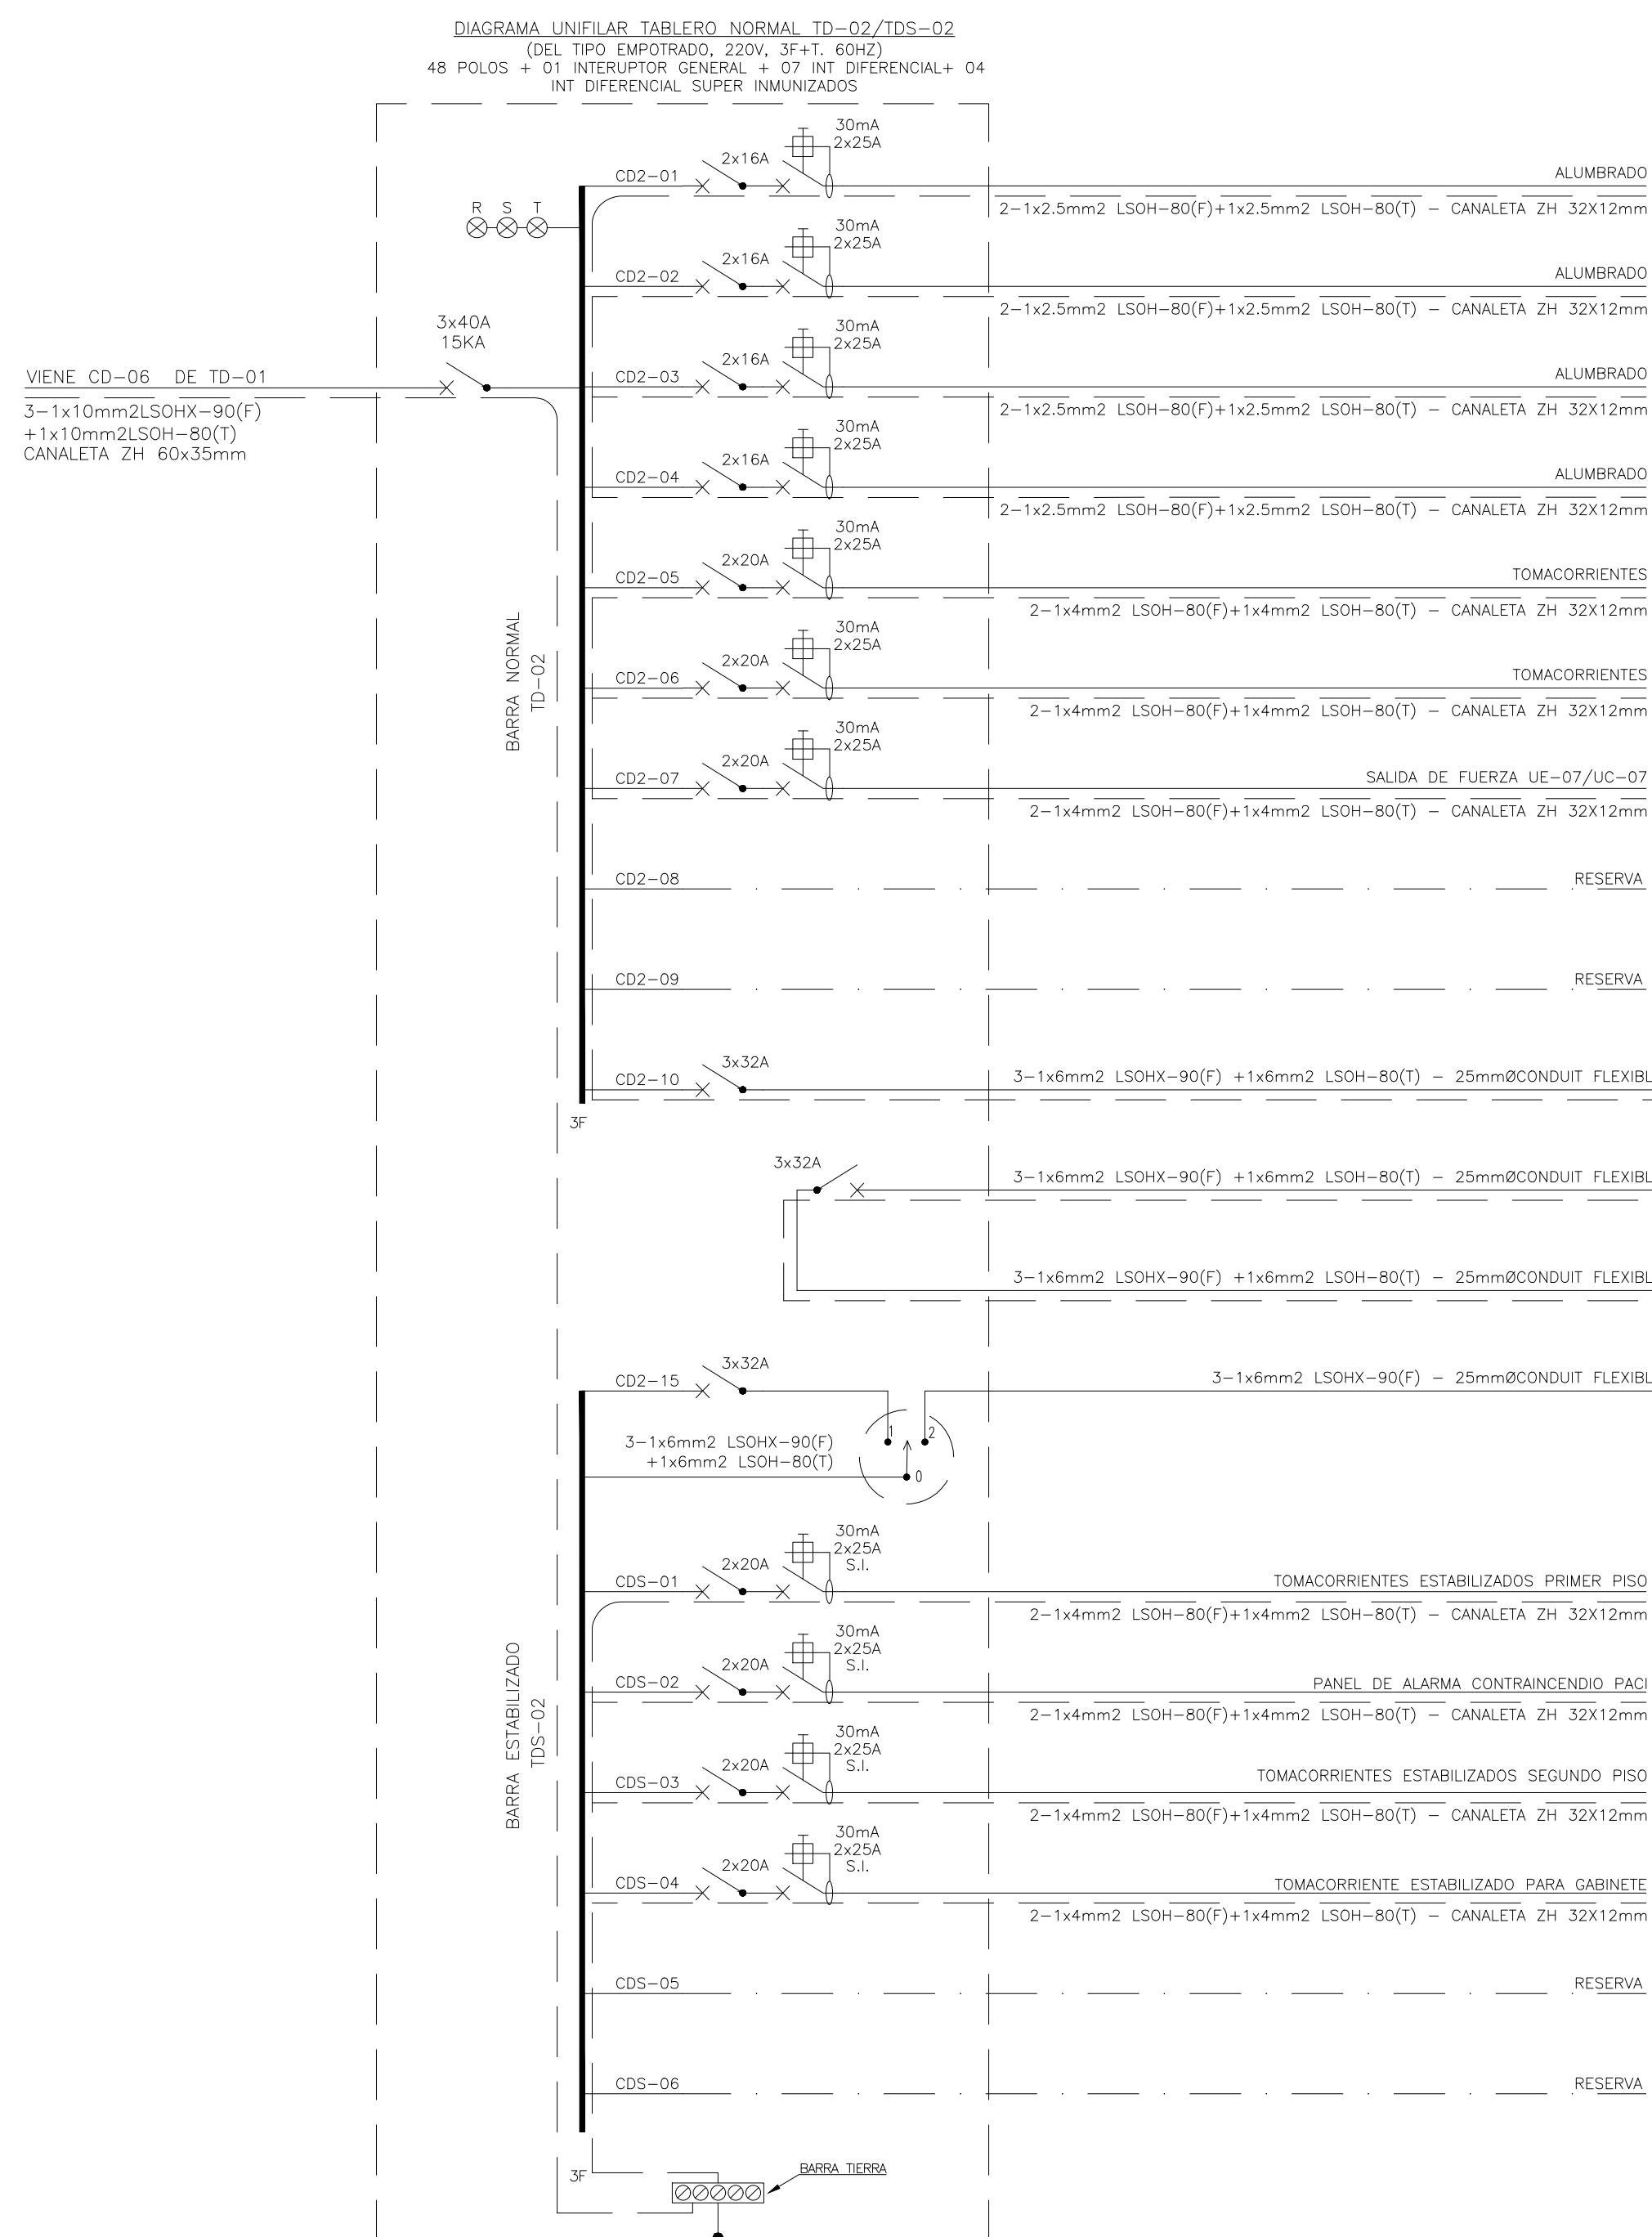 DIAGRAMA UNIFILAR TABLERO NORMAL TD-02/TDS-02
(DEL TIPO EMPOTRADO, 220V, 3F+T. 60HZ)
48 POLOS + 01 INTERUPTOR GENERAL + 07 INT DIFERENCIAL+ 04
INT DIFERENCIAL SUPER INMUNIZADOS
R S T
3x40A
15KA
VIENE CD-06 DE TD-01
3-1x10mm2LSOHX-90(F)
+1x10mm2LSOH-80(T)
CANALETA ZH 60x35mm
BARRA NORMAL
TD-02
CD2-01
2x16A
30mA
2x25A
ALUMBRADO
2-1x2.5mm2 LSOH-80(F)+1x2.5mm2 LSOH-80(T) - CANALETA ZH 32X12mm
CD2-02
2x16A
30mA
2x25A
ALUMBRADO
2-1x2.5mm2 LSOH-80(F)+1x2.5mm2 LSOH-80(T) - CANALETA ZH 32X12mm
CD2-03
2x16A
30mA
2x25A
ALUMBRADO
2-1x2.5mm2 LSOH-80(F)+1x2.5mm2 LSOH-80(T) - CANALETA ZH 32X12mm
CD2-04
2x16A
30mA
2x25A
ALUMBRADO
2-1x2.5mm2 LSOH-80(F)+1x2.5mm2 LSOH-80(T) - CANALETA ZH 32X12mm
CD2-05
2x20A
30mA
2x25A
TOMACORRIENTES
2-1x4mm2 LSOH-80(F)+1x4mm2 LSOH-80(T) - CANALETA ZH 32X12mm
CD2-06
2x20A
30mA
2x25A
TOMACORRIENTES
2-1x4mm2 LSOH-80(F)+1x4mm2 LSOH-80(T) - CANALETA ZH 32X12mm
CD2-07
2x20A
30mA
2x25A
SALIDA DE FUERZA UE-07/UC-07
2-1x4mm2 LSOH-80(F)+1x4mm2 LSOH-80(T) - CANALETA ZH 32X12mm
CD2-08
RESERVA
CD2-09
RESERVA
CD2-10
3x32A
3-1x6mm2 LSOHX-90(F) +1x6mm2 LSOH-80(T) - 25mmØCONDUIT FLEXIBL
3F
3x32A
3-1x6mm2 LSOHX-90(F) +1x6mm2 LSOH-80(T) - 25mmØCONDUIT FLEXIBL
3-1x6mm2 LSOHX-90(F) +1x6mm2 LSOH-80(T) - 25mmØCONDUIT FLEXIBL
CD2-15
3x32A
3-1x6mm2 LSOHX-90(F) - 25mmØCONDUIT FLEXIBL
1 2
0
3-1x6mm2 LSOHX-90(F)
+1x6mm2 LSOH-80(T)
BARRA ESTABILIZADO
TDS-02
CDS-01
2x20A
30mA
2x25A
S.I.
TOMACORRIENTES ESTABILIZADOS PRIMER PISO
2-1x4mm2 LSOH-80(F)+1x4mm2 LSOH-80(T) - CANALETA ZH 32X12mm
CDS-02
2x20A
30mA
2x25A
S.I.
PANEL DE ALARMA CONTRAINCENDIO PACI
2-1x4mm2 LSOH-80(F)+1x4mm2 LSOH-80(T) - CANALETA ZH 32X12mm
CDS-03
2x20A
30mA
2x25A
S.I.
TOMACORRIENTES ESTABILIZADOS SEGUNDO PISO
2-1x4mm2 LSOH-80(F)+1x4mm2 LSOH-80(T) - CANALETA ZH 32X12mm
CDS-04
2x20A
30mA
2x25A
S.I.
TOMACORRIENTE ESTABILIZADO PARA GABINETE
2-1x4mm2 LSOH-80(F)+1x4mm2 LSOH-80(T) - CANALETA ZH 32X12mm
CDS-05
RESERVA
CDS-06
RESERVA
3F
BARRA TIERRA